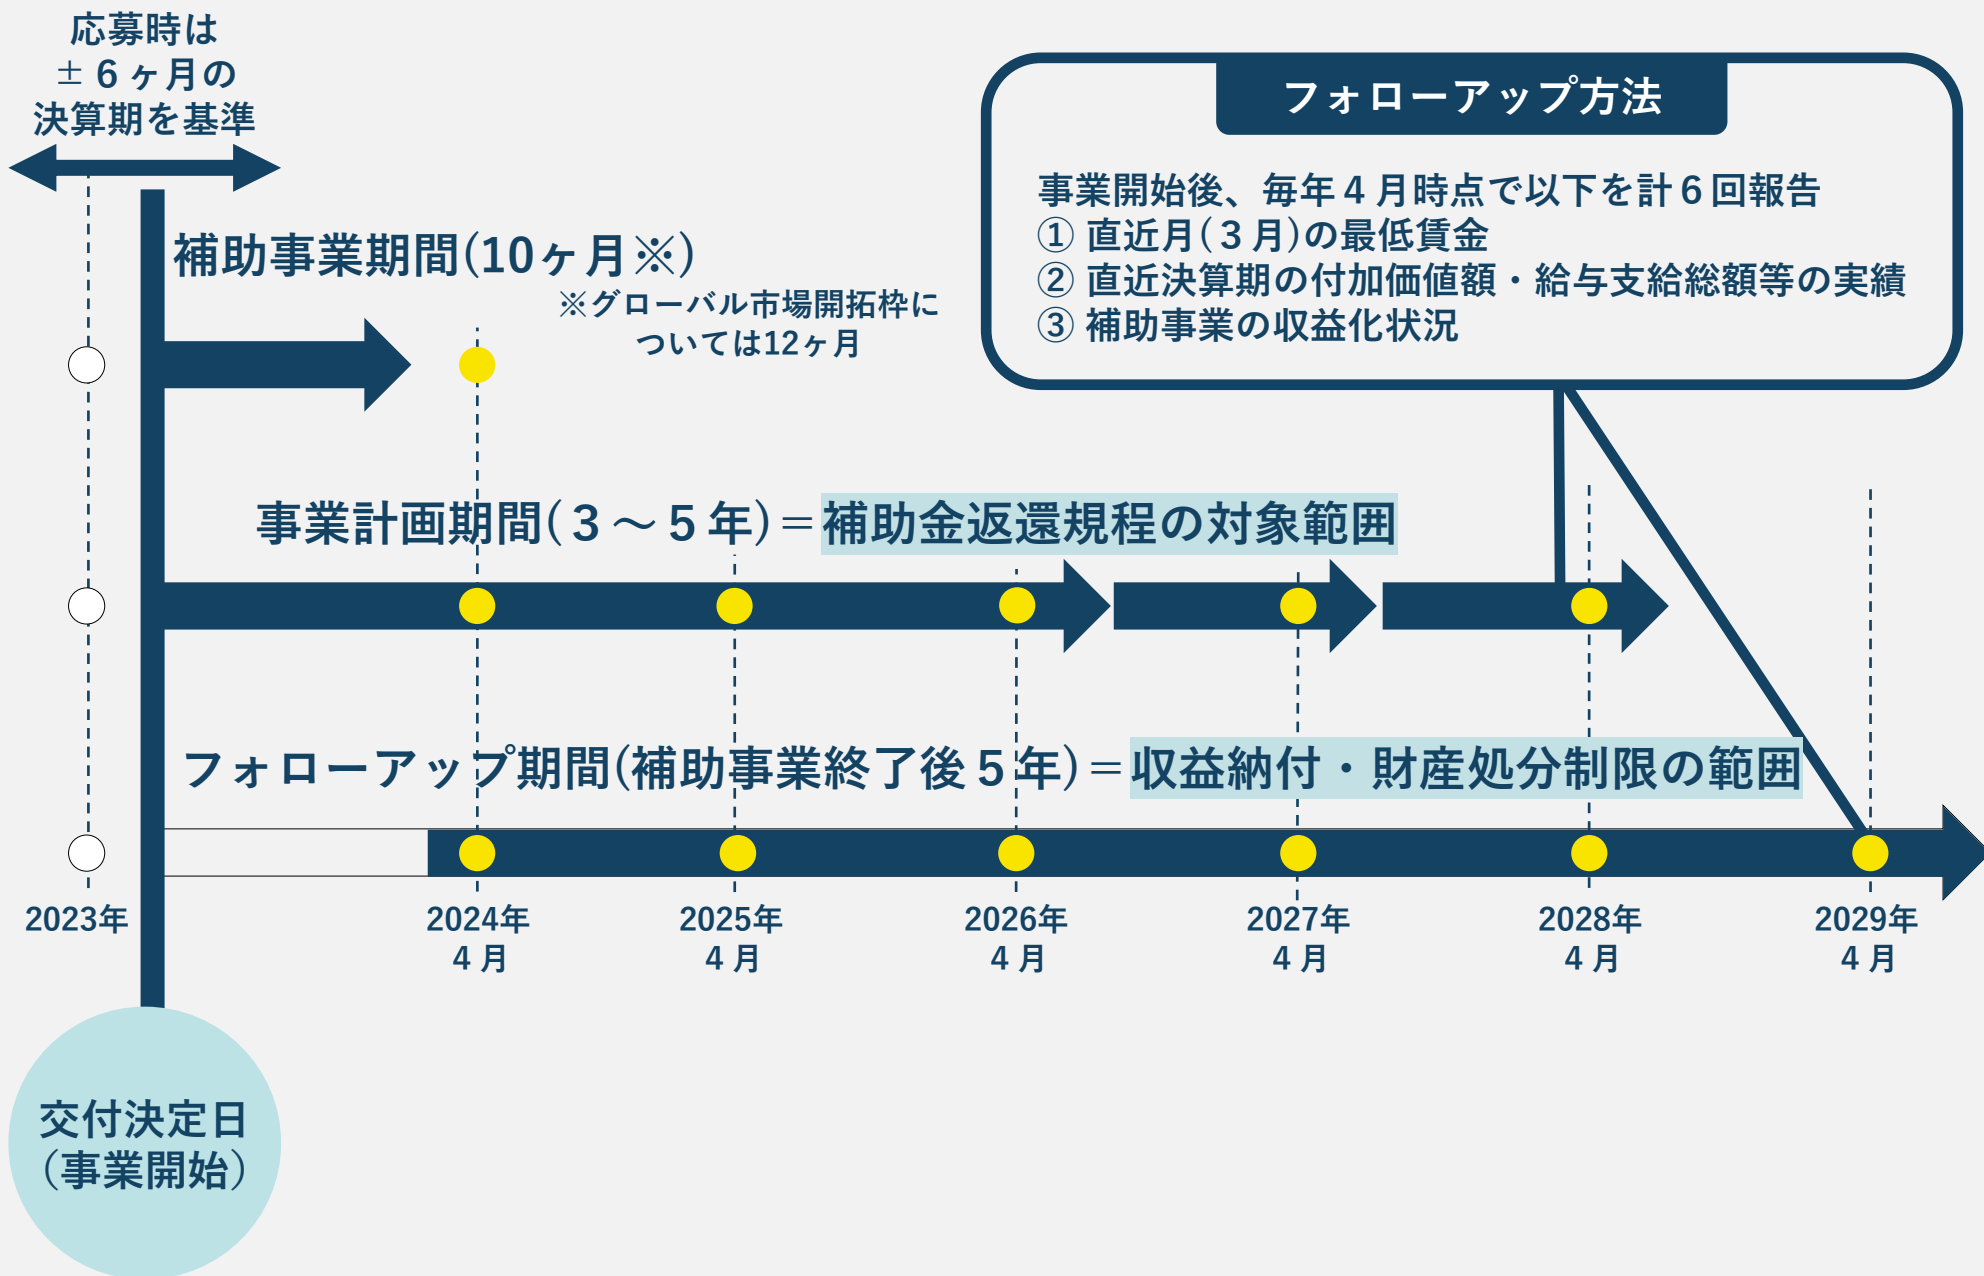 応募時は
±６ヶ月の
決算期を基準
フォローアップ方法
事業開始後、毎年４月時点で以下を計６回報告
① 直近月(３月)の最低賃金
② 直近決算期の付加価値額・給与支給総額等の実績
③ 補助事業の収益化状況
補助事業期間(10ヶ月※)
※グローバル市場開拓枠に
ついては12ヶ月
事業計画期間(３～５年)＝補助金返還規程の対象範囲
フォローアップ期間(補助事業終了後５年)＝収益納付・財産処分制限の範囲
2023年
2024年
４月
2025年
４月
2026年
４月
2027年
４月
2028年
４月
2029年
４月
交付決定日
（事業開始）